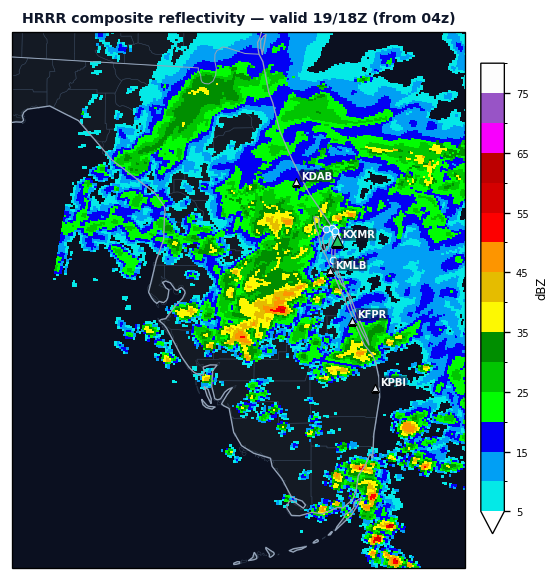 HRRR composite reflectivity — valid 19/18Z (from 04z)
KDAB
KXMR
KMLB
KFPR
KPBI
75
65
55
45
35
25
15
5
dBZ